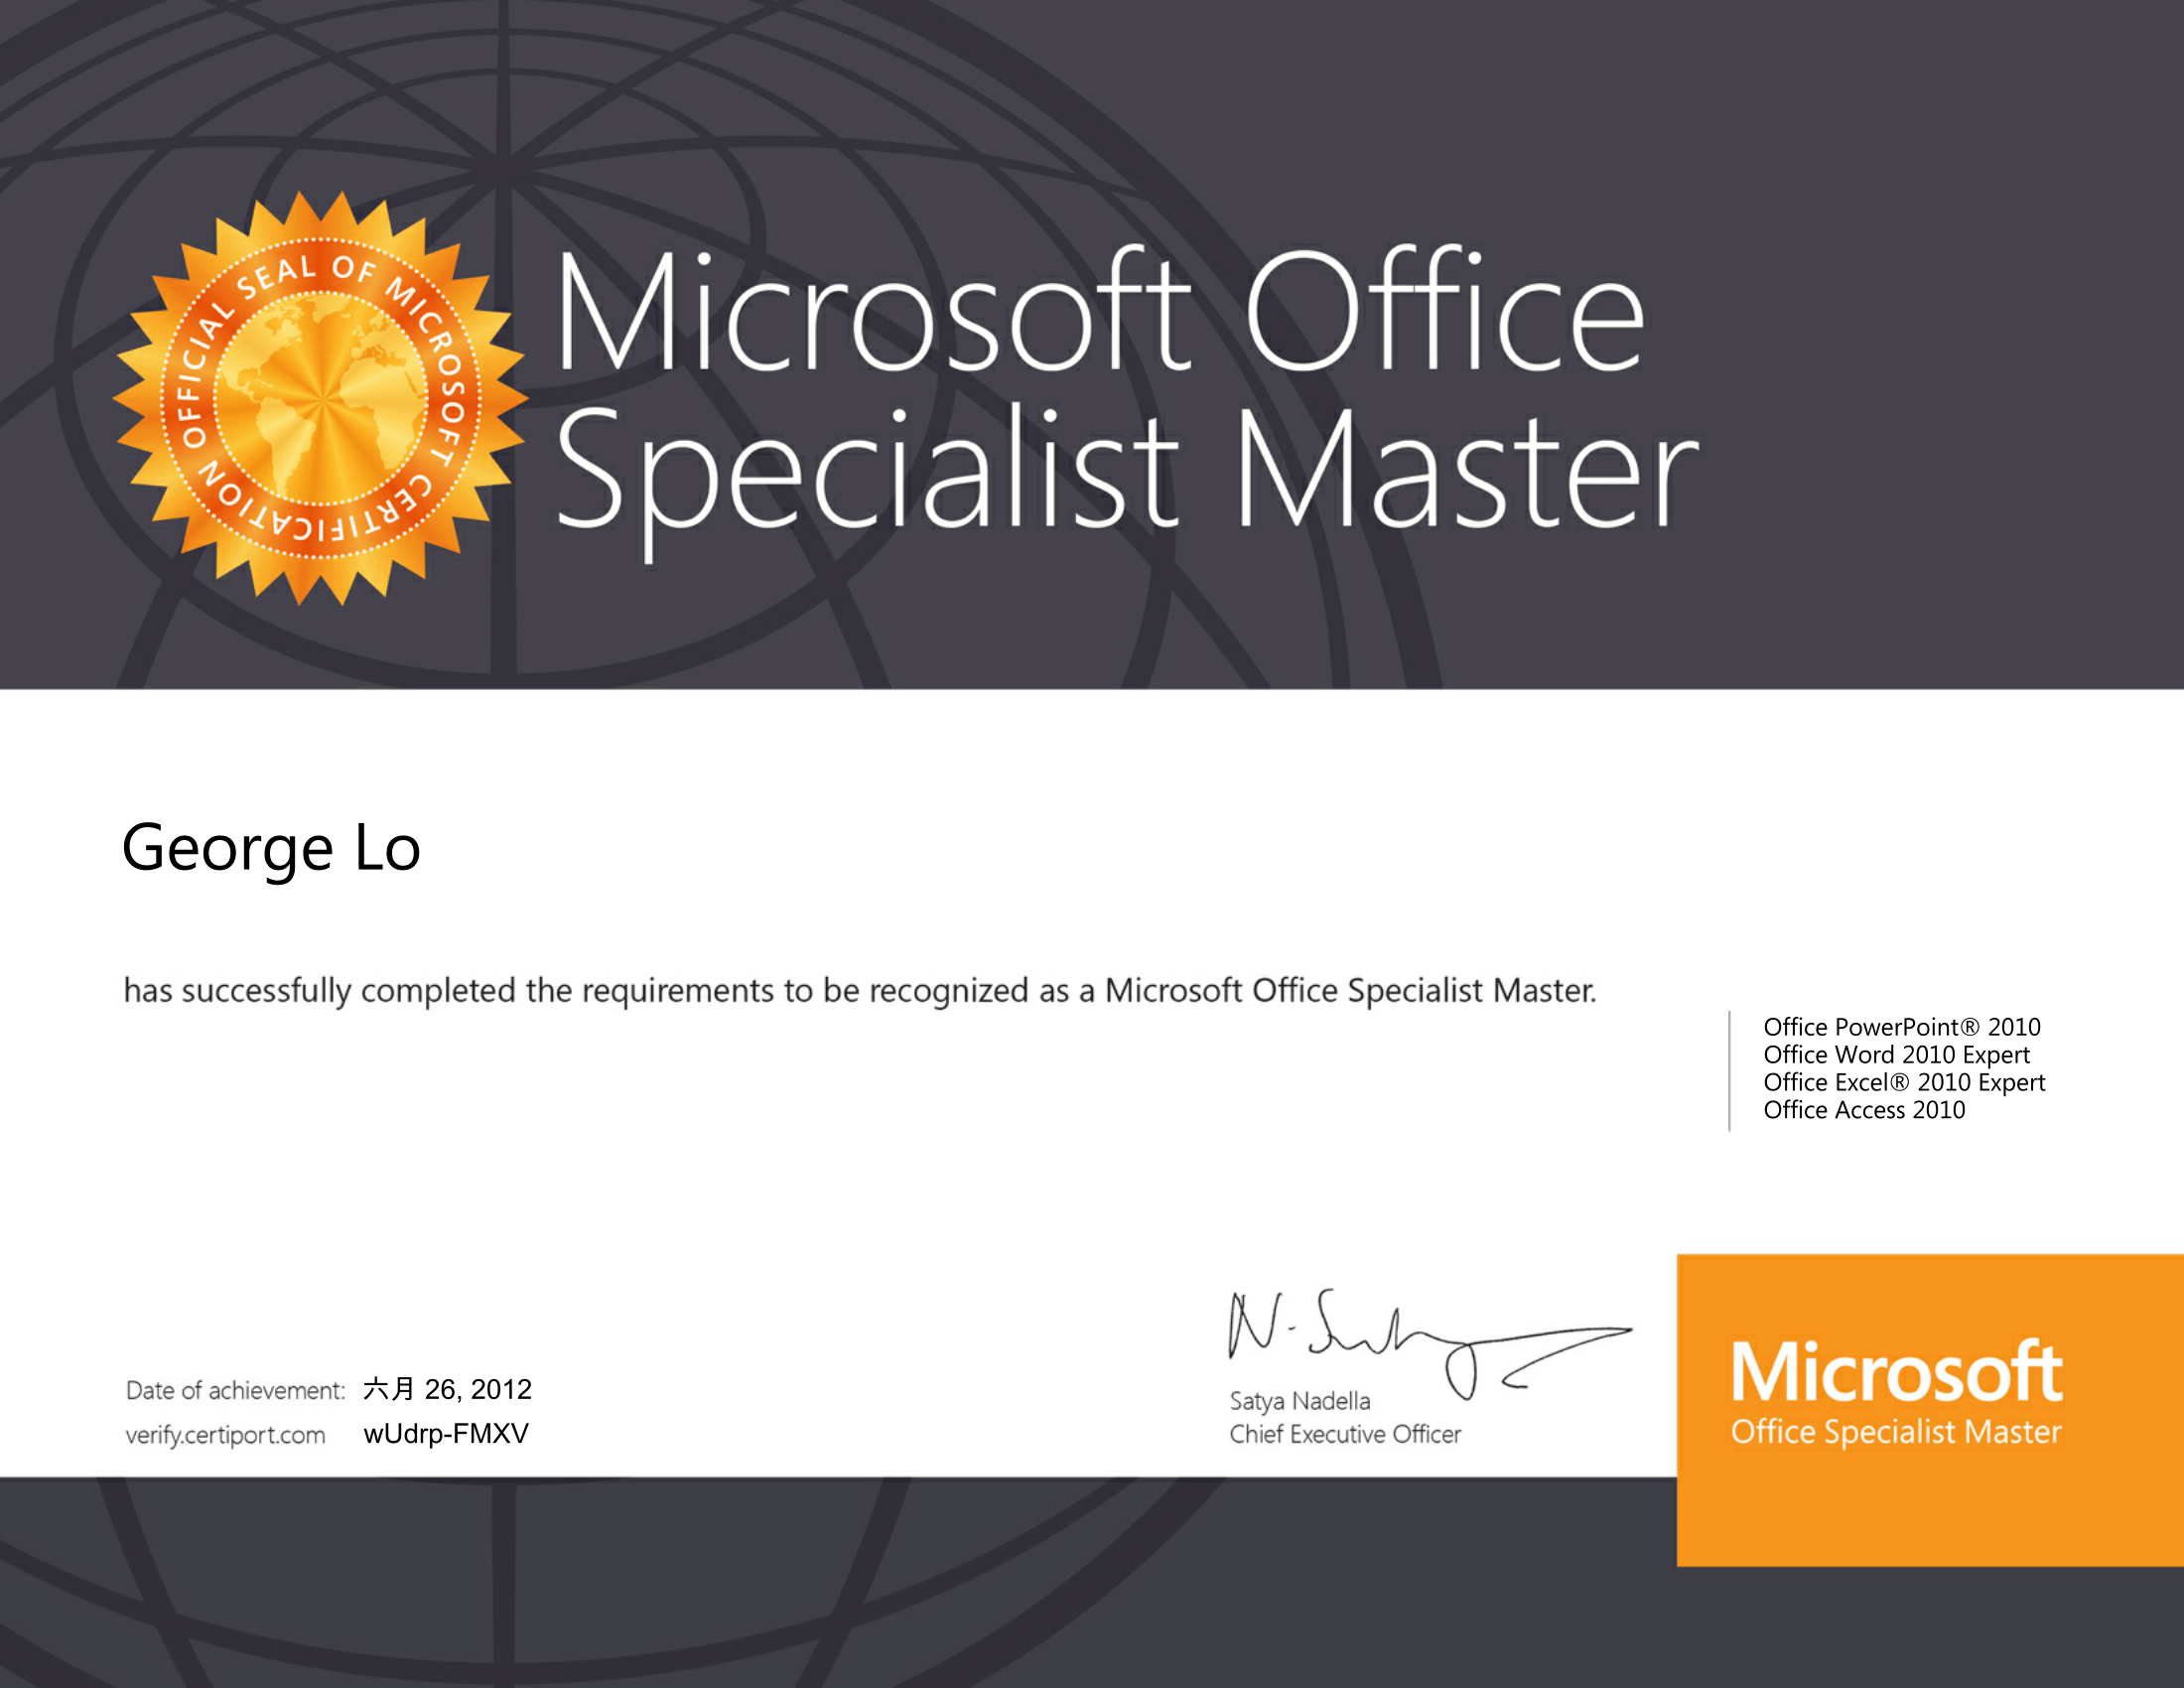 OFFICIAL SEAL OF MICROSOFT CERTIFICATION
Microsoft Office
Specialist Master
George Lo
has successfully completed the requirements to be recognized as a Microsoft Office Specialist Master.
Office PowerPoint® 2010
Office Word 2010 Expert
Office Excel® 2010 Expert
Office Access 2010
Date of achievement: 六月 26, 2012
verify.certiport.com wUdrp-FMXV
Satya Nadella
Chief Executive Officer
Microsoft
Office Specialist Master